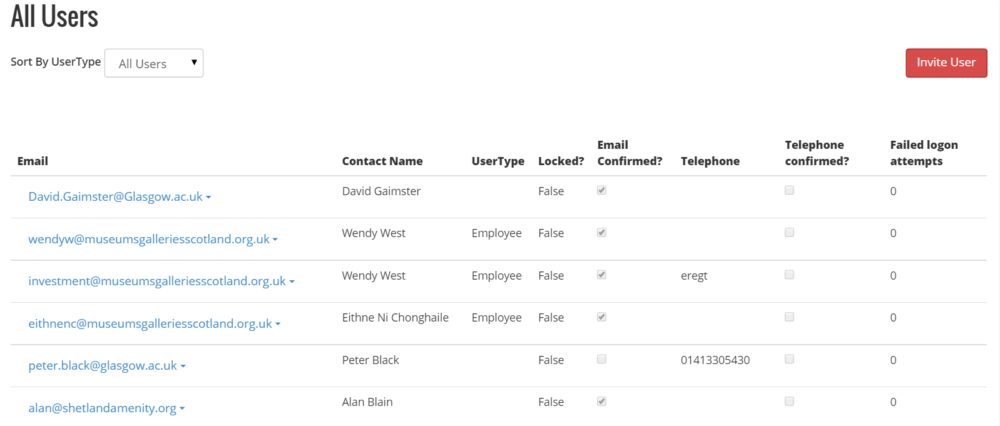 All Users
Sort By UserType All Users Invite User
Email Contact Name UserType Locked? Email Confirmed? Telephone Telephone confirmed? Failed logon attempts
David.Gaimster@Glasgow.ac.uk David Gaimster False 0
wendyw@museumsgalleriesscotland.org.uk Wendy West Employee False 0
investment@museumsgalleriesscotland.org.uk Wendy West Employee False eregt 0
eithnenc@museumsgalleriesscotland.org.uk Eithne Ni Chonghaile Employee False 0
peter.black@glasgow.ac.uk Peter Black False 01413305430 0
alan@shetlandamenity.org Alan Blain False 0